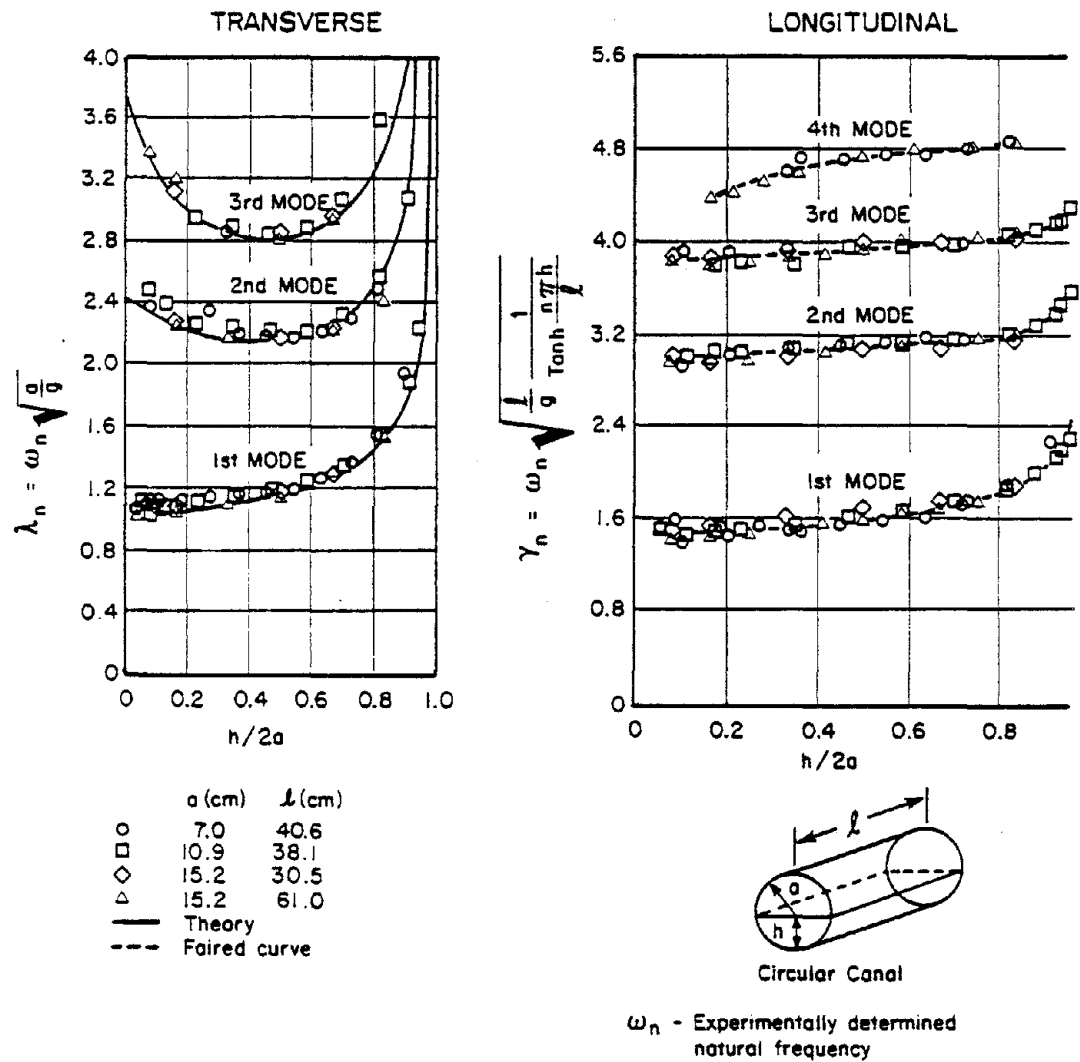 TRANSVERSE
4.0
3.6
3.2
2.8
2.4
2.0
1.6
1.2
0.8
0.4
0
3rd MODE
2nd MODE
1st MODE
λn = ωn √ a/g
0 0.2 0.4 0.6 0.8 1.0
h/2a
LONGITUDINAL
5.6
4.8
4.0
3.2
2.4
1.6
0.8
0
4th MODE
3rd MODE
2nd MODE
1st MODE
γn = ωn √ l/g 1/Tanh nπh/l
0 0.2 0.4 0.6 0.8
h/2a
a (cm) l (cm)
○ 7.0 40.6
□ 10.9 38.1
◇ 15.2 30.5
△ 15.2 61.0
— Theory
--- Faired curve
l
a
h
Circular Canal
ωn - Experimentally determined
natural frequency